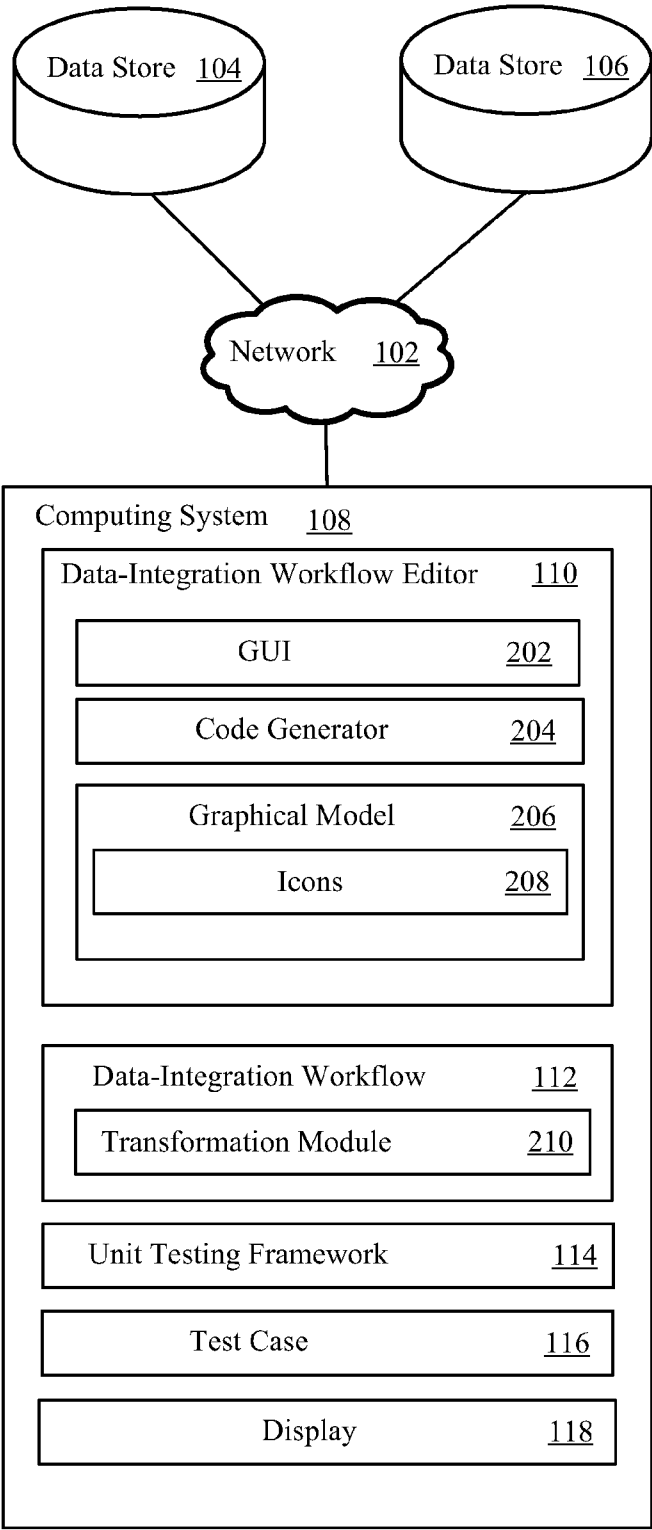 Data Store 104
Data Store 106
Network 102
Computing System 108
Data-Integration Workflow Editor 110
GUI 202
Code Generator 204
Graphical Model 206
Icons 208
Data-Integration Workflow 112
Transformation Module 210
Unit Testing Framework 114
Test Case 116
Display 118